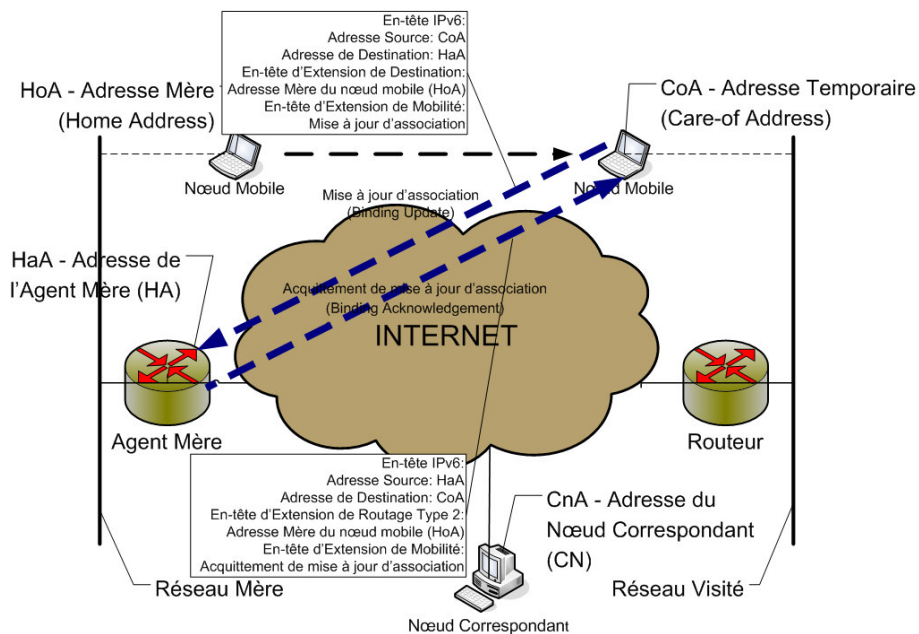 En-tête IPv6:
Adresse Source: CoA
Adresse de Destination: HaA
En-tête d'Extension de Destination:
Adresse Mère du nœud mobile (HoA)
En-tête d'Extension de Mobilité:
Mise à jour d'association
HoA - Adresse Mère
(Home Address)
CoA - Adresse Temporaire
(Care-of Address)
Nœud Mobile
Nœud Mobile
Mise à jour d'association
(Binding Update)
HaA - Adresse de
l'Agent Mère (HA)
Acquittement de mise à jour d'association
(Binding Acknowledgement)
INTERNET
Agent Mère
Routeur
En-tête IPv6:
Adresse Source: HaA
Adresse de Destination: CoA
En-tête d'Extension de Routage Type 2:
Adresse Mère du nœud mobile (HoA)
En-tête d'Extension de Mobilité:
Acquittement de mise à jour d'association
CnA - Adresse du
Nœud Correspondant
(CN)
Réseau Mère
Réseau Visité
Nœud Correspondant